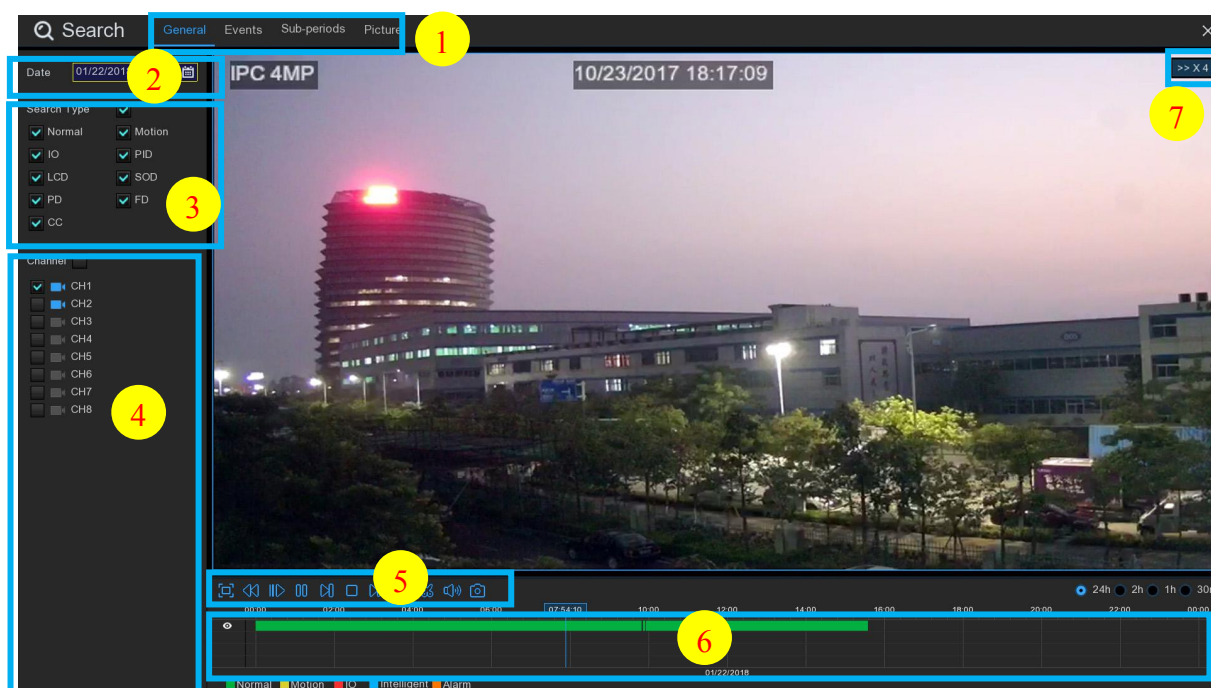 Search General Events Sub-periods Picture
1
Date 01/22/201
2
IPC 4MP
10/23/2017 18:17:09
>> X 4
7
Search Type
Normal Motion
IO PID
LCD SOD
PD FD
CC
3
Channel
CH1
CH2
CH3
CH4
CH5
CH6
CH7
CH8
4
5
24h 2h 1h 30m
00:00 02:00 04:00 06:00 07:54:10 10:00 12:00 14:00 16:00 18:00 20:00 22:00 00:00
6
01/22/2018
Normal Motion IO Intelligent Alarm